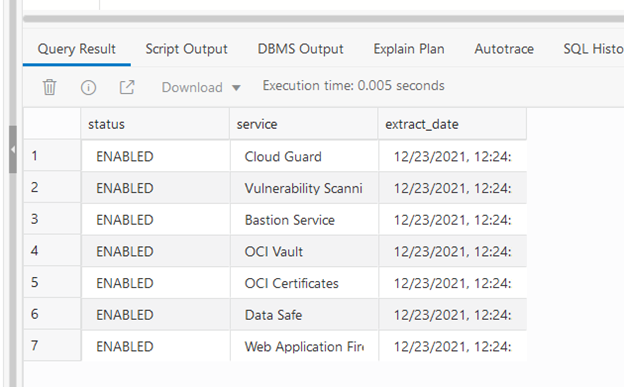 Query Result Script Output DBMS Output Explain Plan Autotrace SQL Histo
Download Execution time: 0.005 seconds
status service extract_date
1 ENABLED Cloud Guard 12/23/2021, 12:24:
2 ENABLED Vulnerability Scanni 12/23/2021, 12:24:
3 ENABLED Bastion Service 12/23/2021, 12:24:
4 ENABLED OCI Vault 12/23/2021, 12:24:
5 ENABLED OCI Certificates 12/23/2021, 12:24:
6 ENABLED Data Safe 12/23/2021, 12:24:
7 ENABLED Web Application Fire 12/23/2021, 12:24: